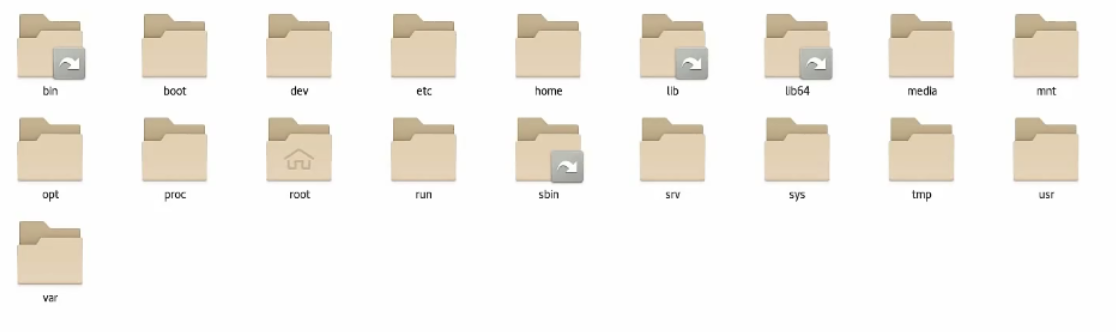 bin boot dev etc home lib lib64 media mnt
opt proc root run sbin srv sys tmp usr
var